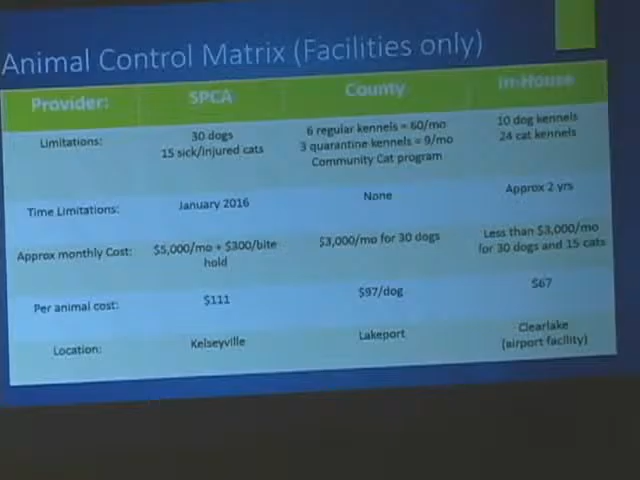 Animal Control Matrix (Facilities only)
Provider: SPCA County In-House
Limitations: 30 dogs 6 regular kennels = 60/mo 10 dog kennels
15 sick/injured cats 3 quarantine kennels = 9/mo 24 cat kennels
Community Cat program
Time Limitations: January 2016 None Approx 2 yrs
Approx monthly Cost: $5,000/mo + $300/bite $3,000/mo for 30 dogs Less than $3,000/mo
hold for 30 dogs and 15 cats
Per animal cost: $111 $97/dog $67
Location: Kelseyville Lakeport Clearlake
(airport facility)